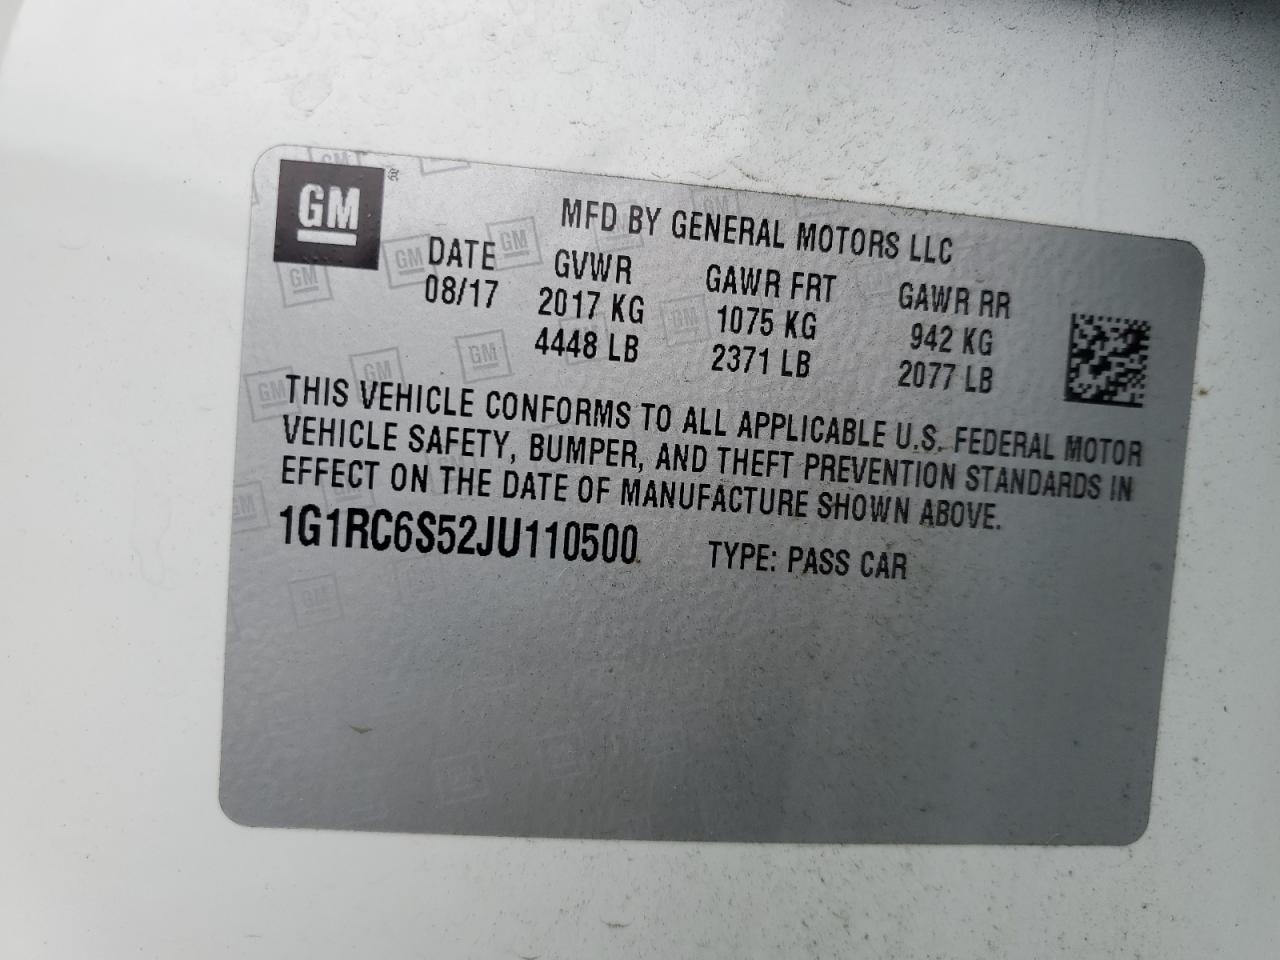 GM
MFD BY GENERAL MOTORS LLC
DATE GVWR GAWR FRT GAWR RR
08/17 2017 KG 1075 KG 942 KG
4448 LB 2371 LB 2077 LB
THIS VEHICLE CONFORMS TO ALL APPLICABLE U.S. FEDERAL MOTOR
VEHICLE SAFETY, BUMPER, AND THEFT PREVENTION STANDARDS IN
EFFECT ON THE DATE OF MANUFACTURE SHOWN ABOVE.
1G1RC6S52JU110500 TYPE: PASS CAR